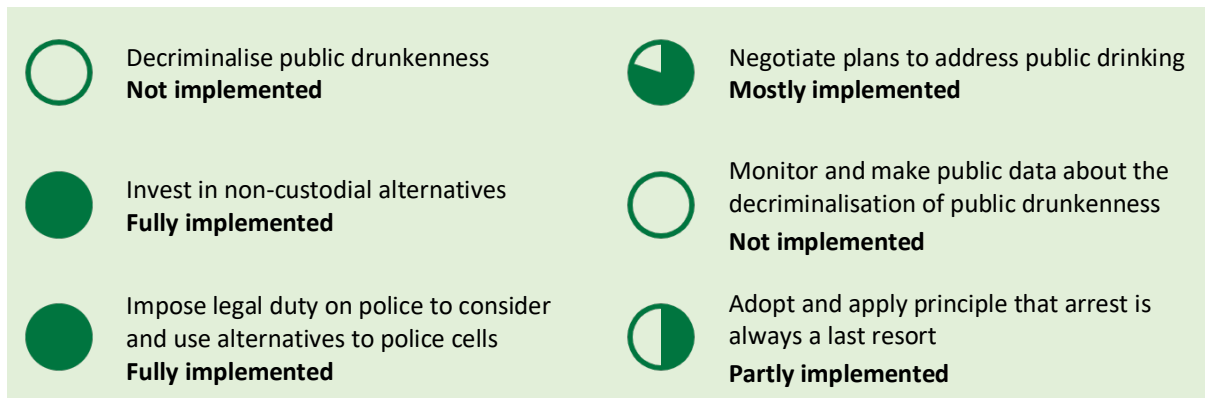 Decriminalise public drunkenness
Not implemented
Invest in non-custodial alternatives
Fully implemented
Impose legal duty on police to consider
and use alternatives to police cells
Fully implemented
Negotiate plans to address public drinking
Mostly implemented
Monitor and make public data about the
decriminalisation of public drunkenness
Not implemented
Adopt and apply principle that arrest is
always a last resort
Partly implemented